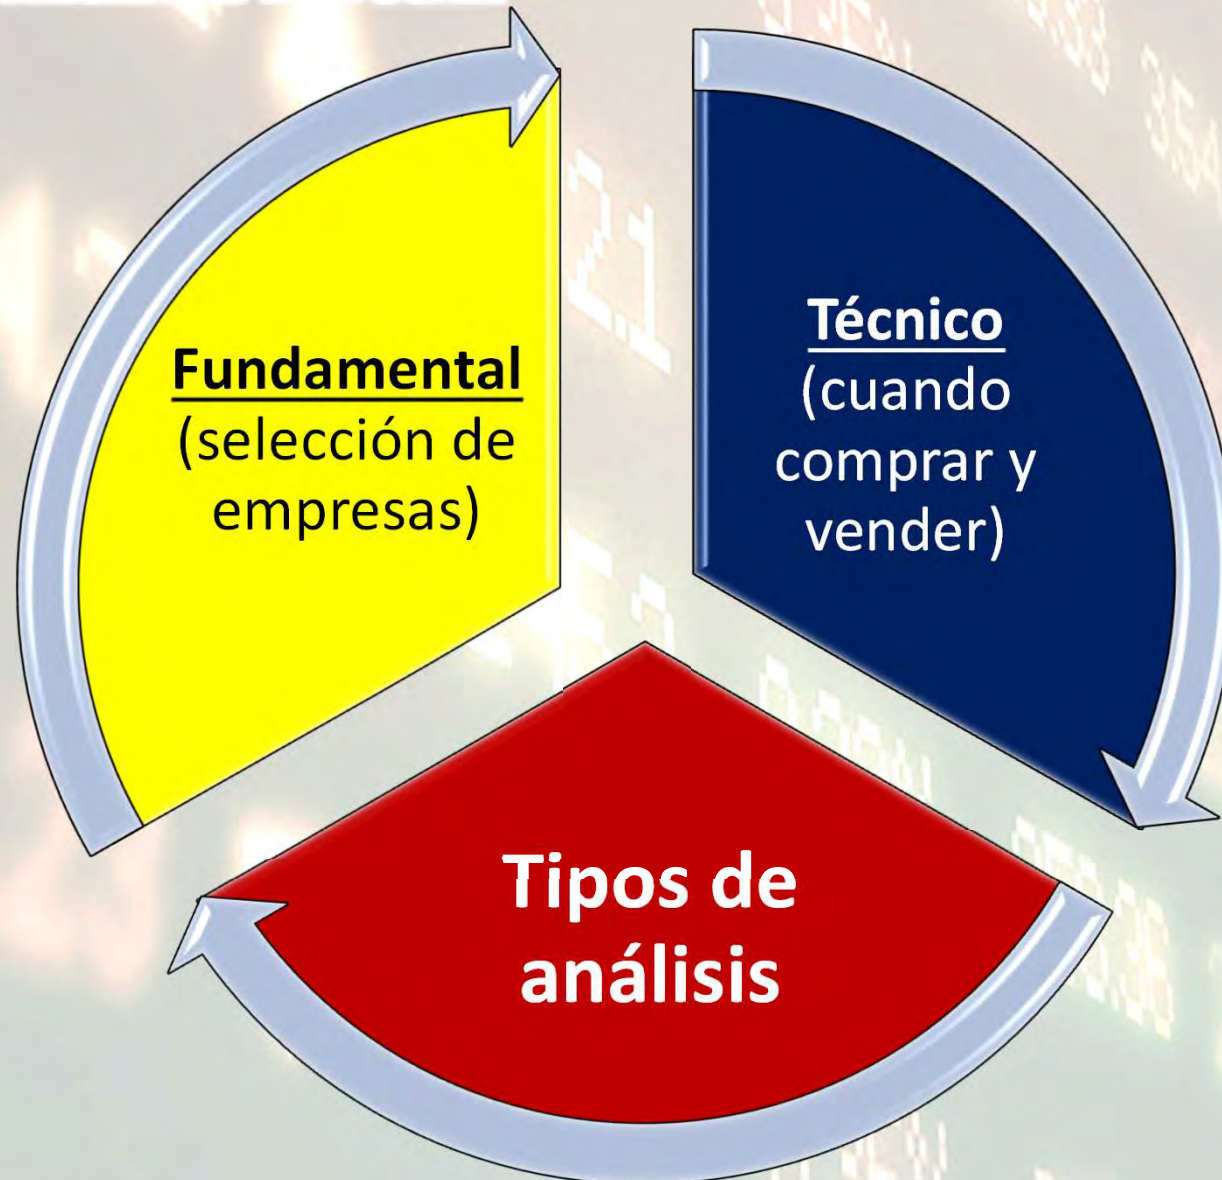 Fundamental
(selección de
empresas)
Técnico
(cuando
comprar y
vender)
Tipos de
análisis